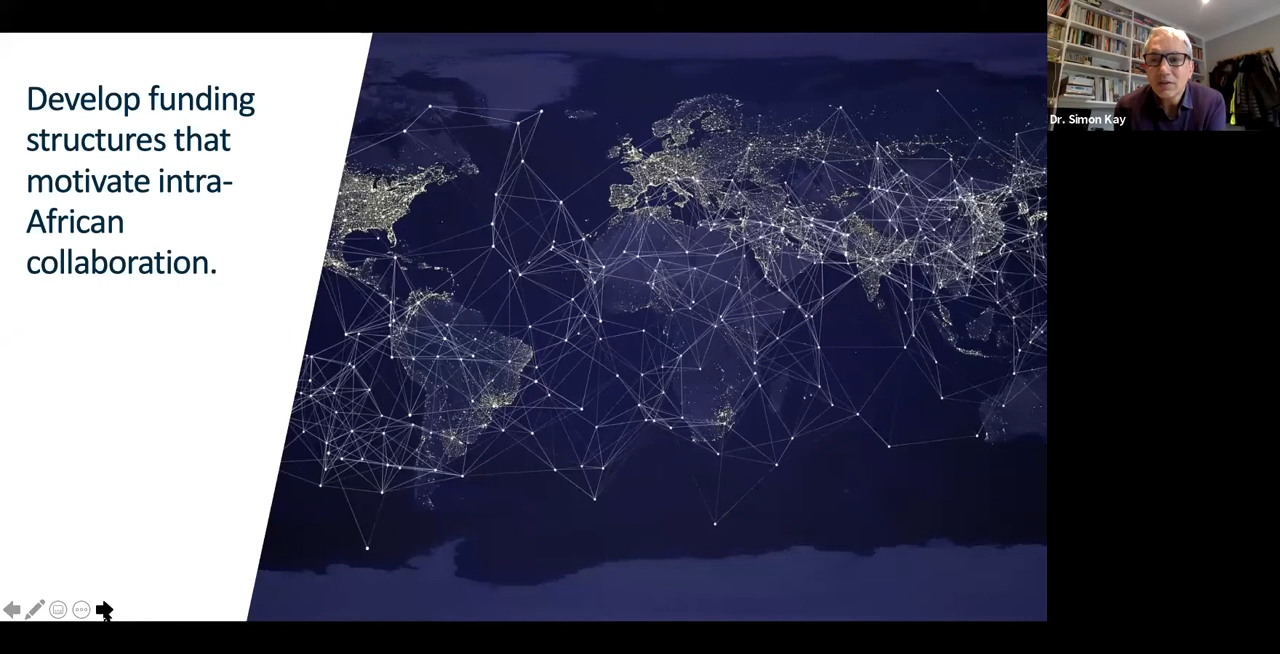 Develop funding
structures that
motivate intra-
African
collaboration.
Dr. Simon Kay